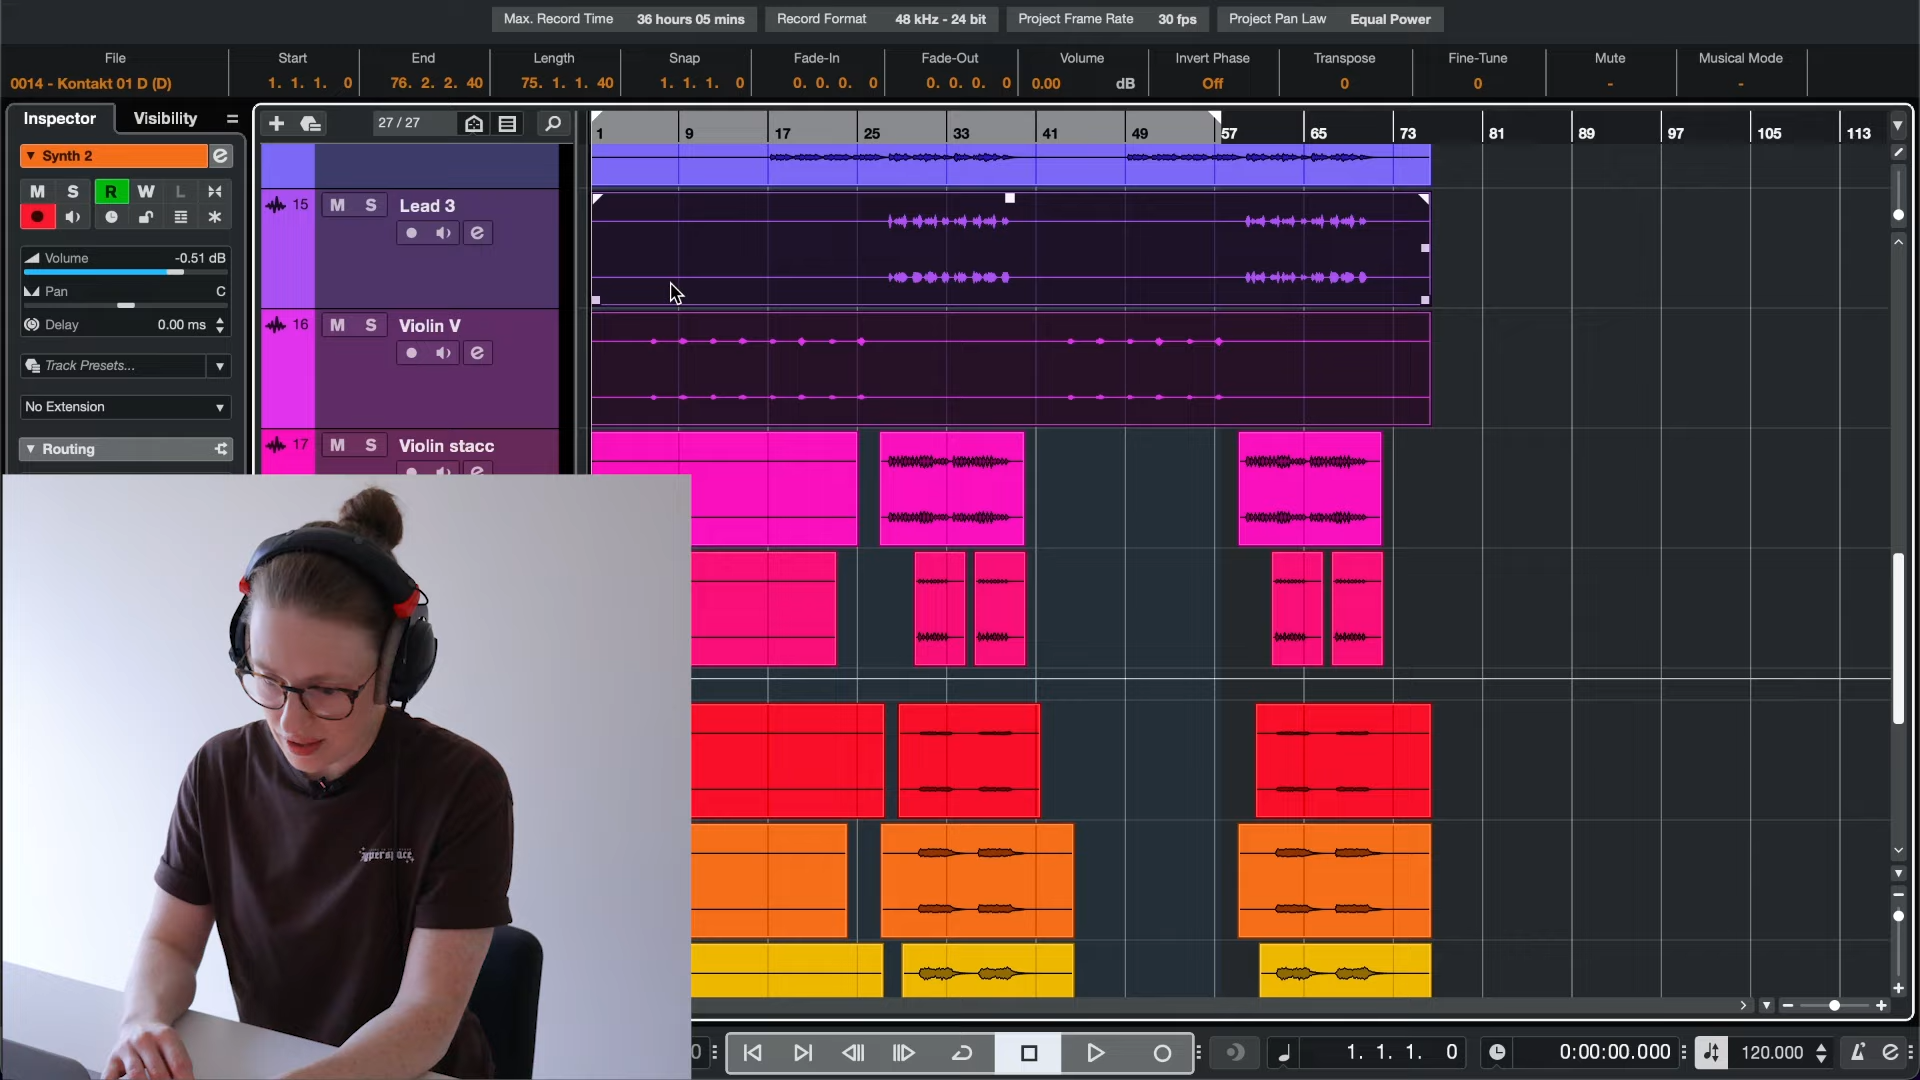 Max. Record Time 36 hours 05 mins Record Format 48 kHz - 24 bit Project Frame Rate 30 fps Project Pan Law Equal Power
File Start End Length Snap Fade-In Fade-Out Volume Invert Phase Transpose Fine-Tune Mute Musical Mode
0014 - Kontakt 01 D (D) 1. 1. 1. 0 76. 2. 2. 40 75. 1. 1. 40 1. 1. 1. 0 0. 0. 0. 0 0. 0. 0. 0 0.00 dB Off 0 0 - -
Inspector Visibility
27 / 27
1 9 17 25 33 41 49 57 65 73 81 89 97 105 113
Synth 2
M S R W L
Volume -0.51 dB
Pan C
Delay 0.00 ms
Track Presets...
No Extension
Routing
15 M S Lead 3
16 M S Violin V
17 M S Violin stacc
0 1. 1. 1. 0 0:00:00.000 120.000